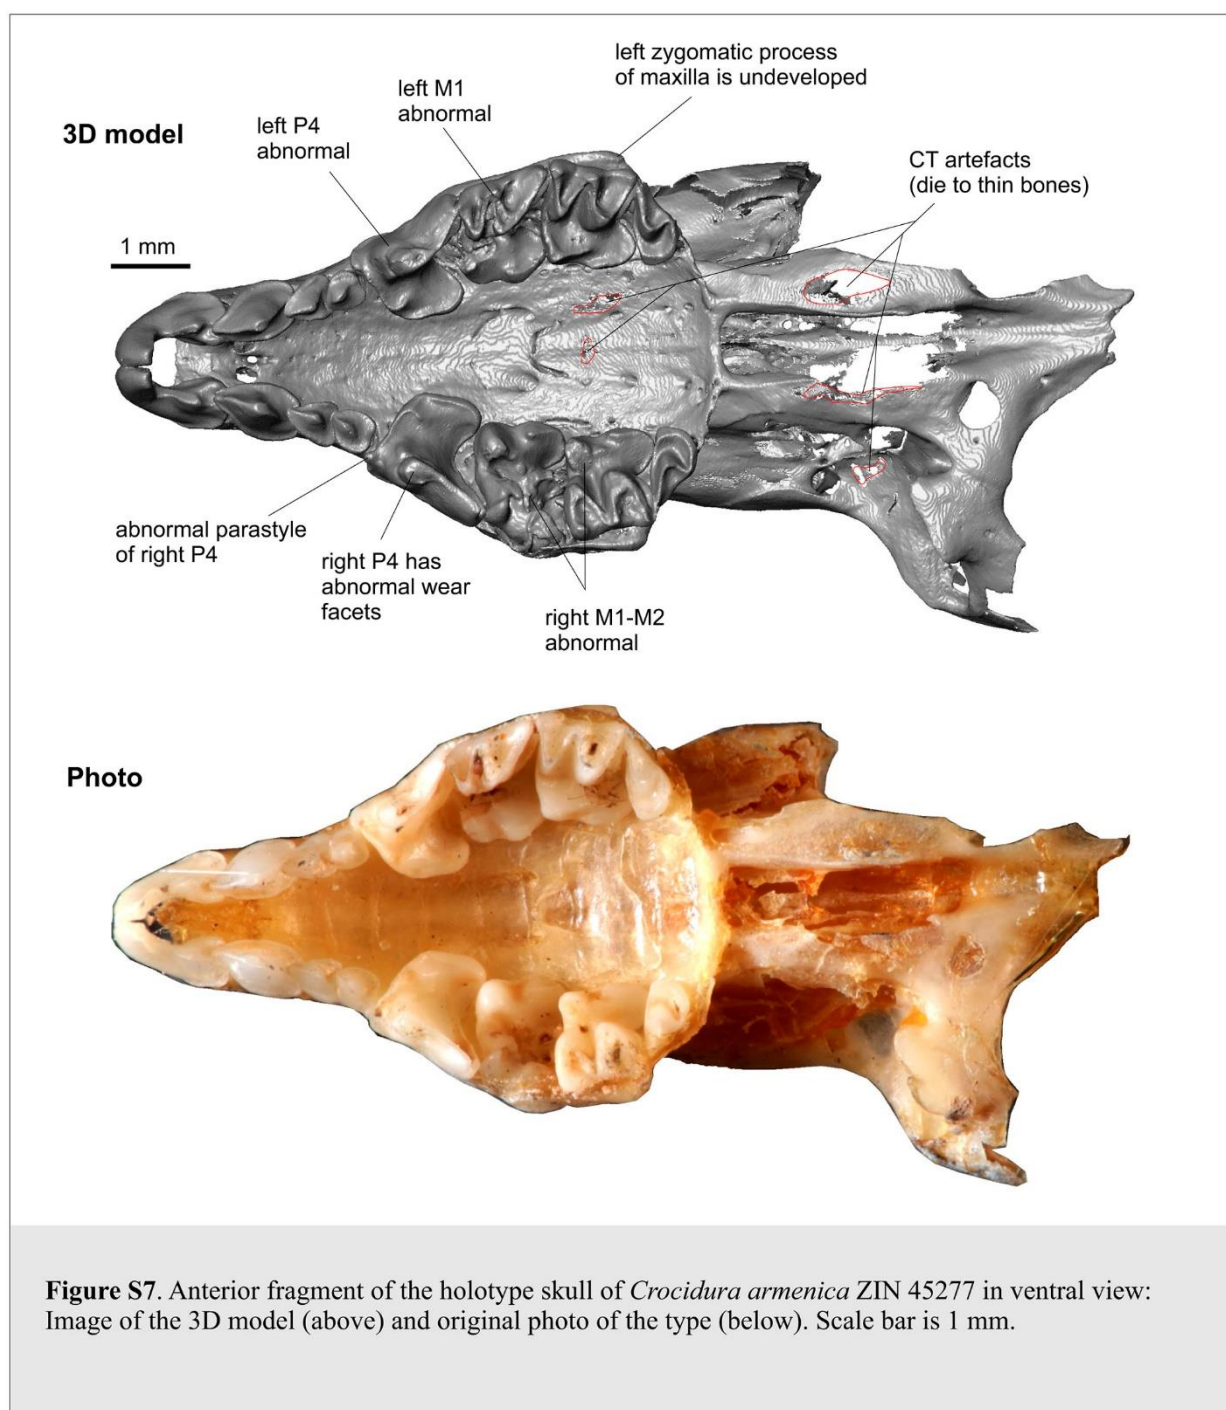 left zygomatic process
of maxilla is undeveloped
left M1
abnormal
3D model
left P4
abnormal
CT artefacts
(die to thin bones)
1 mm
abnormal parastyle
of right P4
right P4 has
abnormal wear
facets
right M1-M2
abnormal
Photo
Figure S7. Anterior fragment of the holotype skull of Crocidura armenica ZIN 45277 in ventral view:
Image of the 3D model (above) and original photo of the type (below). Scale bar is 1 mm.